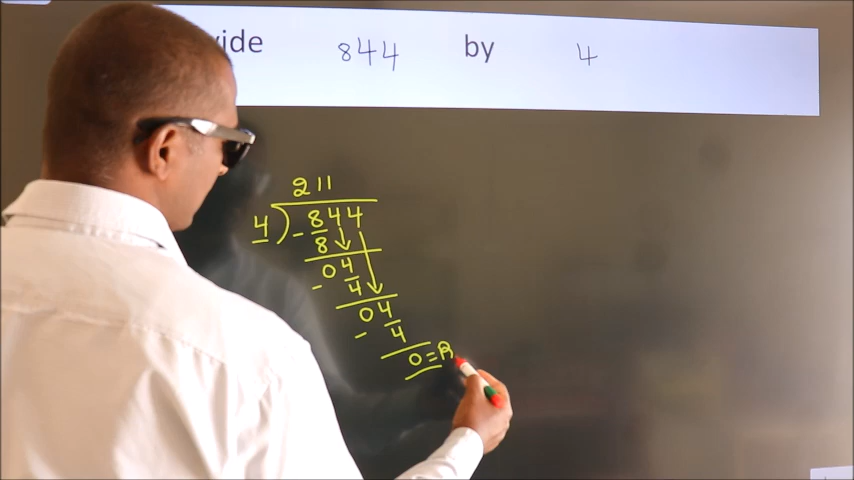 vide 844 by 4
211
4) - 844
8
04
- 4
04
- 4
0 = R